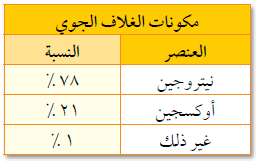 مكونات الغلاف الجوي
العنصر النسبة
نيتروجين ٧٨ ٪
أوكسجين ٢١ ٪
غير ذلك ١ ٪